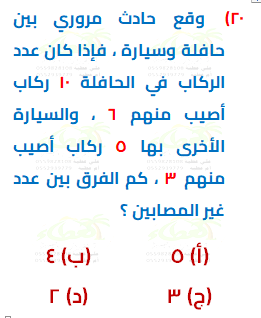 ٢٠) وقع حادث مروري بين
حافلة وسيارة ، فإذا كان عدد
الركاب في الحافلة ١٠ ركاب
أصيب منهم ٦ ، والسيارة
الأخرى بها ٥ ركاب أصيب
منهم ٣ ، كم الفرق بين عدد
غير المصابين ؟
(أ) ٥ (ب) ٤
(ج) ٣ (د) ٢